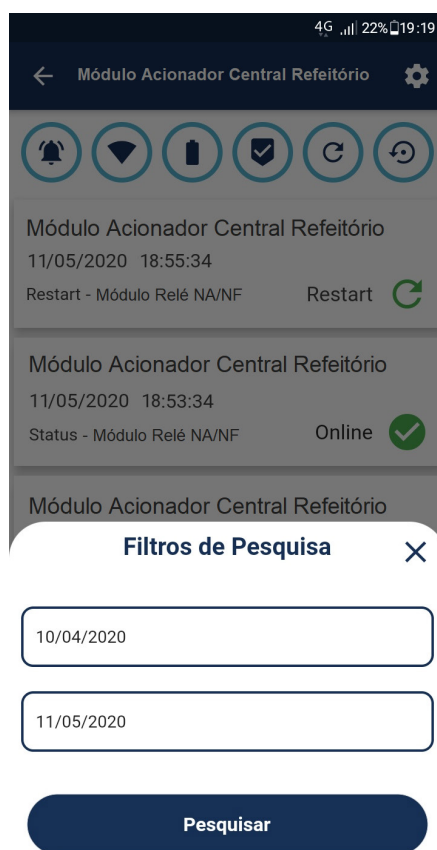 4G 22% 19:19
Módulo Acionador Central Refeitório
Módulo Acionador Central Refeitório
11/05/2020 18:55:34
Restart - Módulo Relé NA/NF Restart
Módulo Acionador Central Refeitório
11/05/2020 18:53:34
Status - Módulo Relé NA/NF Online
Módulo Acionador Central Refeitório
Filtros de Pesquisa
10/04/2020
11/05/2020
Pesquisar